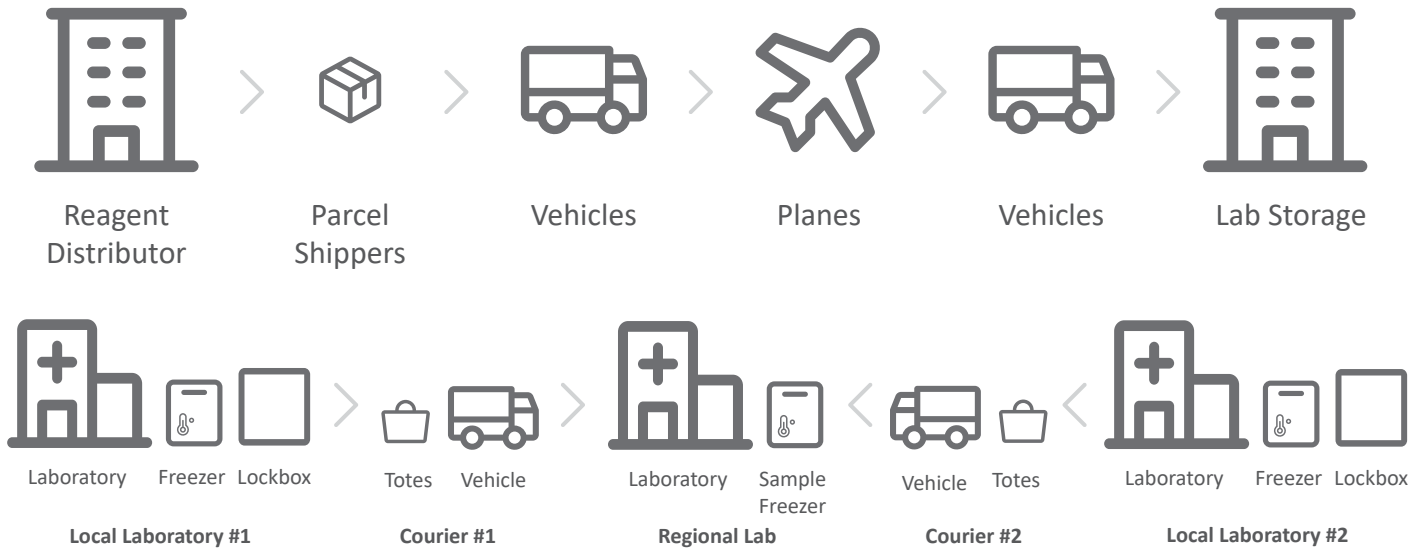 Reagent
Distributor
Parcel
Shippers
Vehicles
Planes
Vehicles
Lab Storage
Laboratory
Freezer
Lockbox
Totes
Vehicle
Laboratory
Sample
Freezer
Vehicle
Totes
Laboratory
Freezer
Lockbox
Local Laboratory #1
Courier #1
Regional Lab
Courier #2
Local Laboratory #2